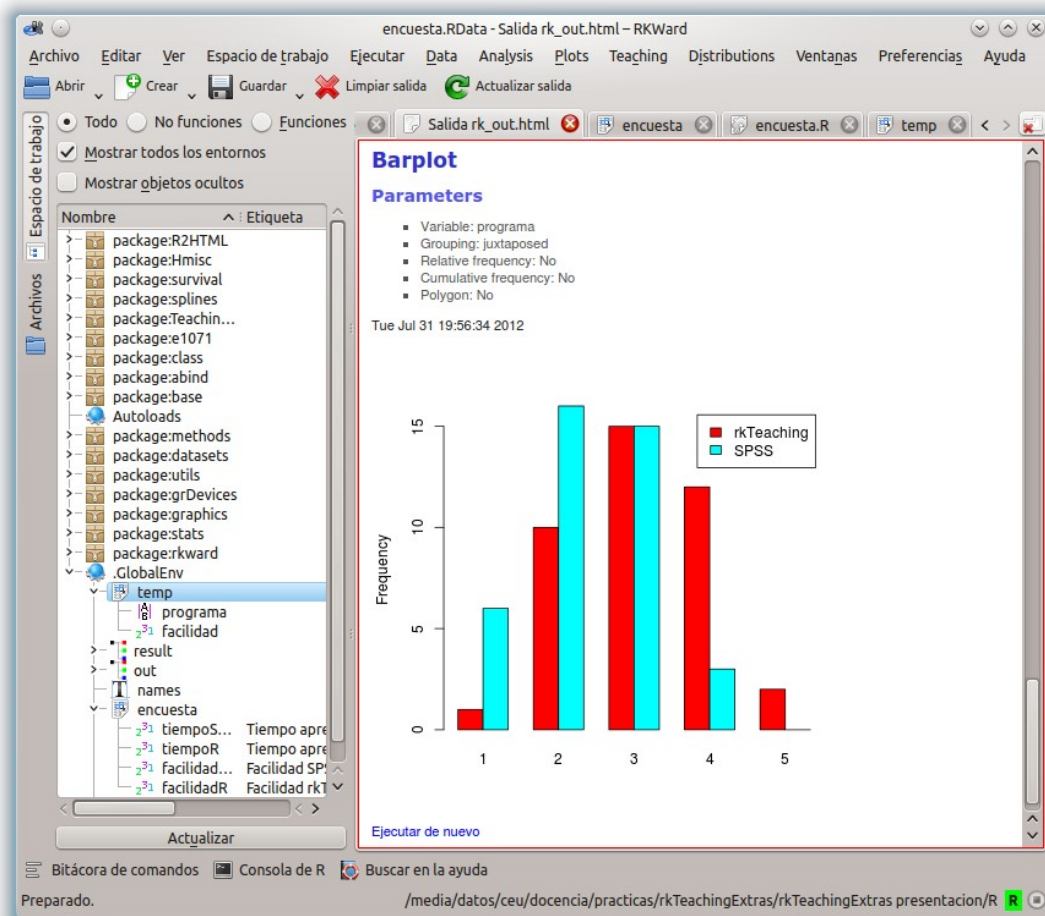 encuesta.RData - Salida rk_out.html – RKWard
Archivo Editar Ver Espacio de trabajo Ejecutar Data Analysis Plots Teaching Distributions Ventanas Preferencias Ayuda
Abrir Crear Guardar Limpiar salida Actualizar salida
Espacio de trabajo
Archivos
Todo No funciones Funciones
Mostrar todos los entornos
Mostrar objetos ocultos
Nombre Etiqueta
package:R2HTML
package:Hmisc
package:survival
package:splines
package:Teachin...
package:e1071
package:class
package:abind
package:base
Autoloads
package:methods
package:datasets
package:utils
package:grDevices
package:graphics
package:stats
package:rkward
.GlobalEnv
temp
programa
facilidad
result
out
names
encuesta
tiempoS... Tiempo apre
tiempoR Tiempo apre
facilidad... Facilidad SP
facilidadR Facilidad rkT
Actualizar
Salida rk_out.html encuesta encuesta.R temp
Barplot
Parameters
Variable: programa
Grouping: juxtaposed
Relative frequency: No
Cumulative frequency: No
Polygon: No
Tue Jul 31 19:56:34 2012
rkTeaching
SPSS
Frequency
15
10
5
0
1 2 3 4 5
Ejecutar de nuevo
Bitácora de comandos Consola de R Buscar en la ayuda
Preparado. /media/datos/ceu/docencia/practicas/rkTeachingExtras/rkTeachingExtras presentacion/R R